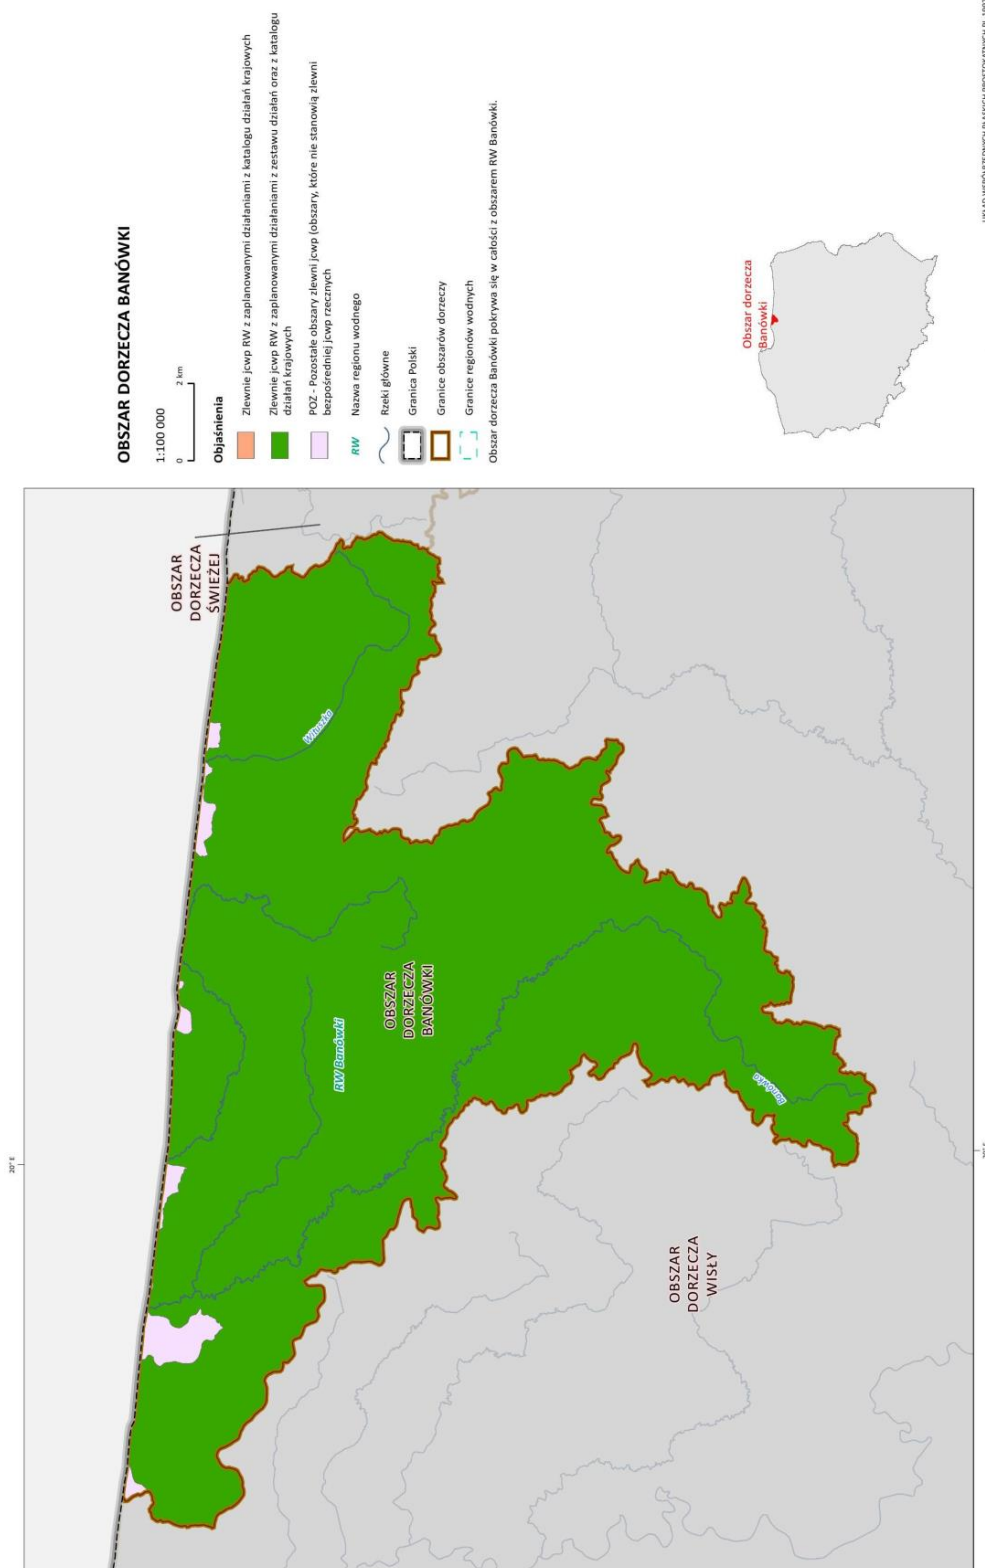 OBSZAR DORZECZA BANÓWKI
1:100 000
0
2 km
Objaśnienia
Zlewnie jcwp RW z zaplanowanymi działaniami z katalogu działań krajowych
Zlewnie jcwp RW z zaplanowanymi działaniami z zestawu działań oraz z katalogu
działań krajowych
POZ - Pozostałe obszary zlewni jcwp (obszary, które nie stanowią zlewni
bezpośredniej jcwp rzecznych
RW
Nazwa regionu wodnego
Rzeki główne
Granica Polski
Granice obszarów dorzeczy
Granice regionów wodnych
Obszar dorzecza Banówki pokrywa się w całości z obszarem RW Banówki.
Obszar dorzecza
Banówki
20° E
OBSZAR
DORZECZA
ŚWIEŻEJ
Wituszka
RW Banówki
OBSZAR
DORZECZA
BANÓWKI
Banówka
OBSZAR
DORZECZA
WISŁY